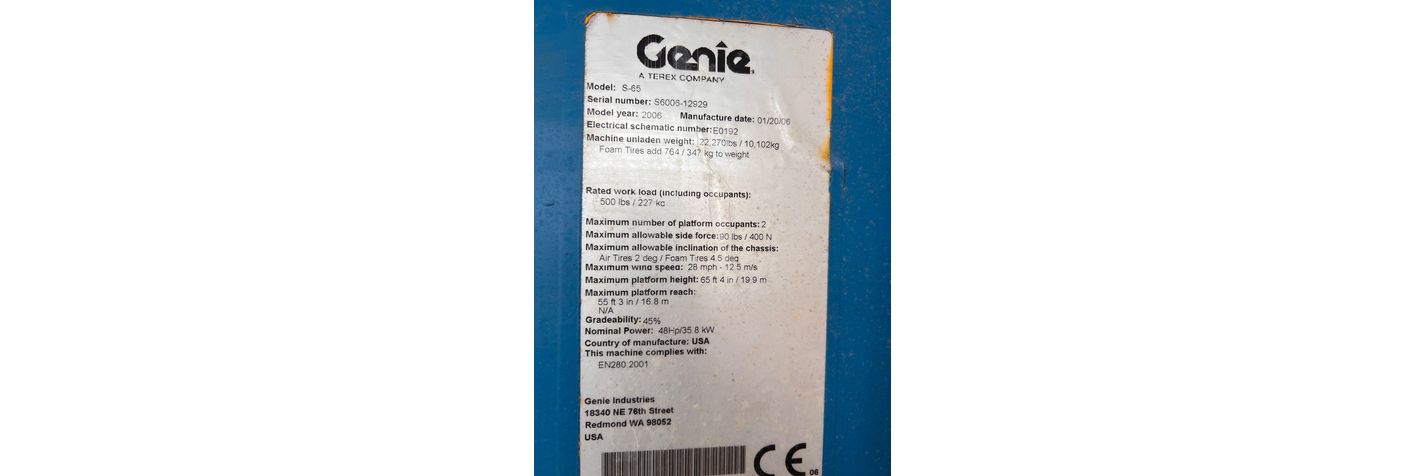 Genie
A TEREX COMPANY
Model: S-65
Serial number: S6006-12929
Model year: 2006 Manufacture date: 01/20/06
Electrical schematic number: E0192
Machine unladen weight: 22,270lbs / 10,102kg
Foam Tires add 764 / 347 kg to weight
Rated work load (including occupants):
500 lbs / 227 kg
Maximum number of platform occupants: 2
Maximum allowable side force: 90 lbs / 400 N
Maximum allowable inclination of the chassis:
Air Tires 2 deg / Foam Tires 4.5 deg
Maximum wind speed: 28 mph - 12.5 m/s
Maximum platform height: 65 ft 4 in / 19.9 m
Maximum platform reach:
55 ft 3 in / 16.8 m
N/A
Gradeability: 45%
Nominal Power: 48Hp/35.8 kW
Country of manufacture: USA
This machine complies with:
EN280:2001
Genie Industries
18340 NE 76th Street
Redmond WA 98052
USA
CE 06